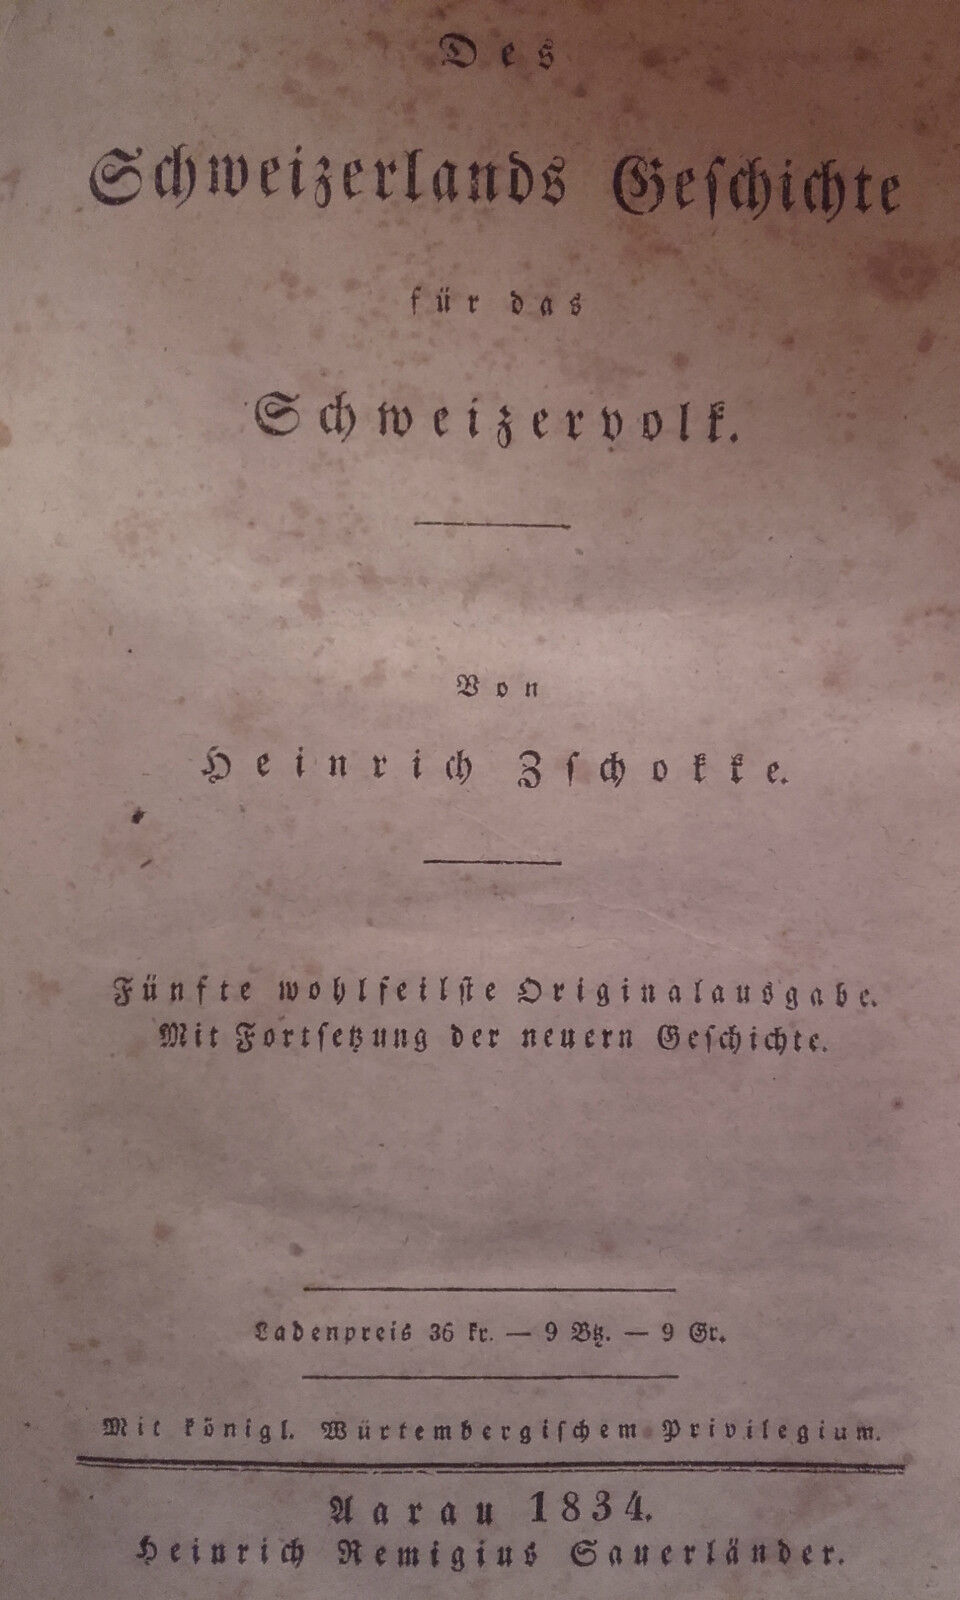 Des
Schweizerlands Geſchichte
für das
Schweizervolk.
Von
Heinrich Zſchokke.
Fünfte wohlfeilſte Originalausgabe.
Mit Fortſetzung der neuern Geſchichte.
Ladenpreis 36 kr. — 9 Btz. — 9 Gr.
Mit königl. Würtembergiſchem Privilegium.
Aarau 1834.
Heinrich Remigius Sauerländer.